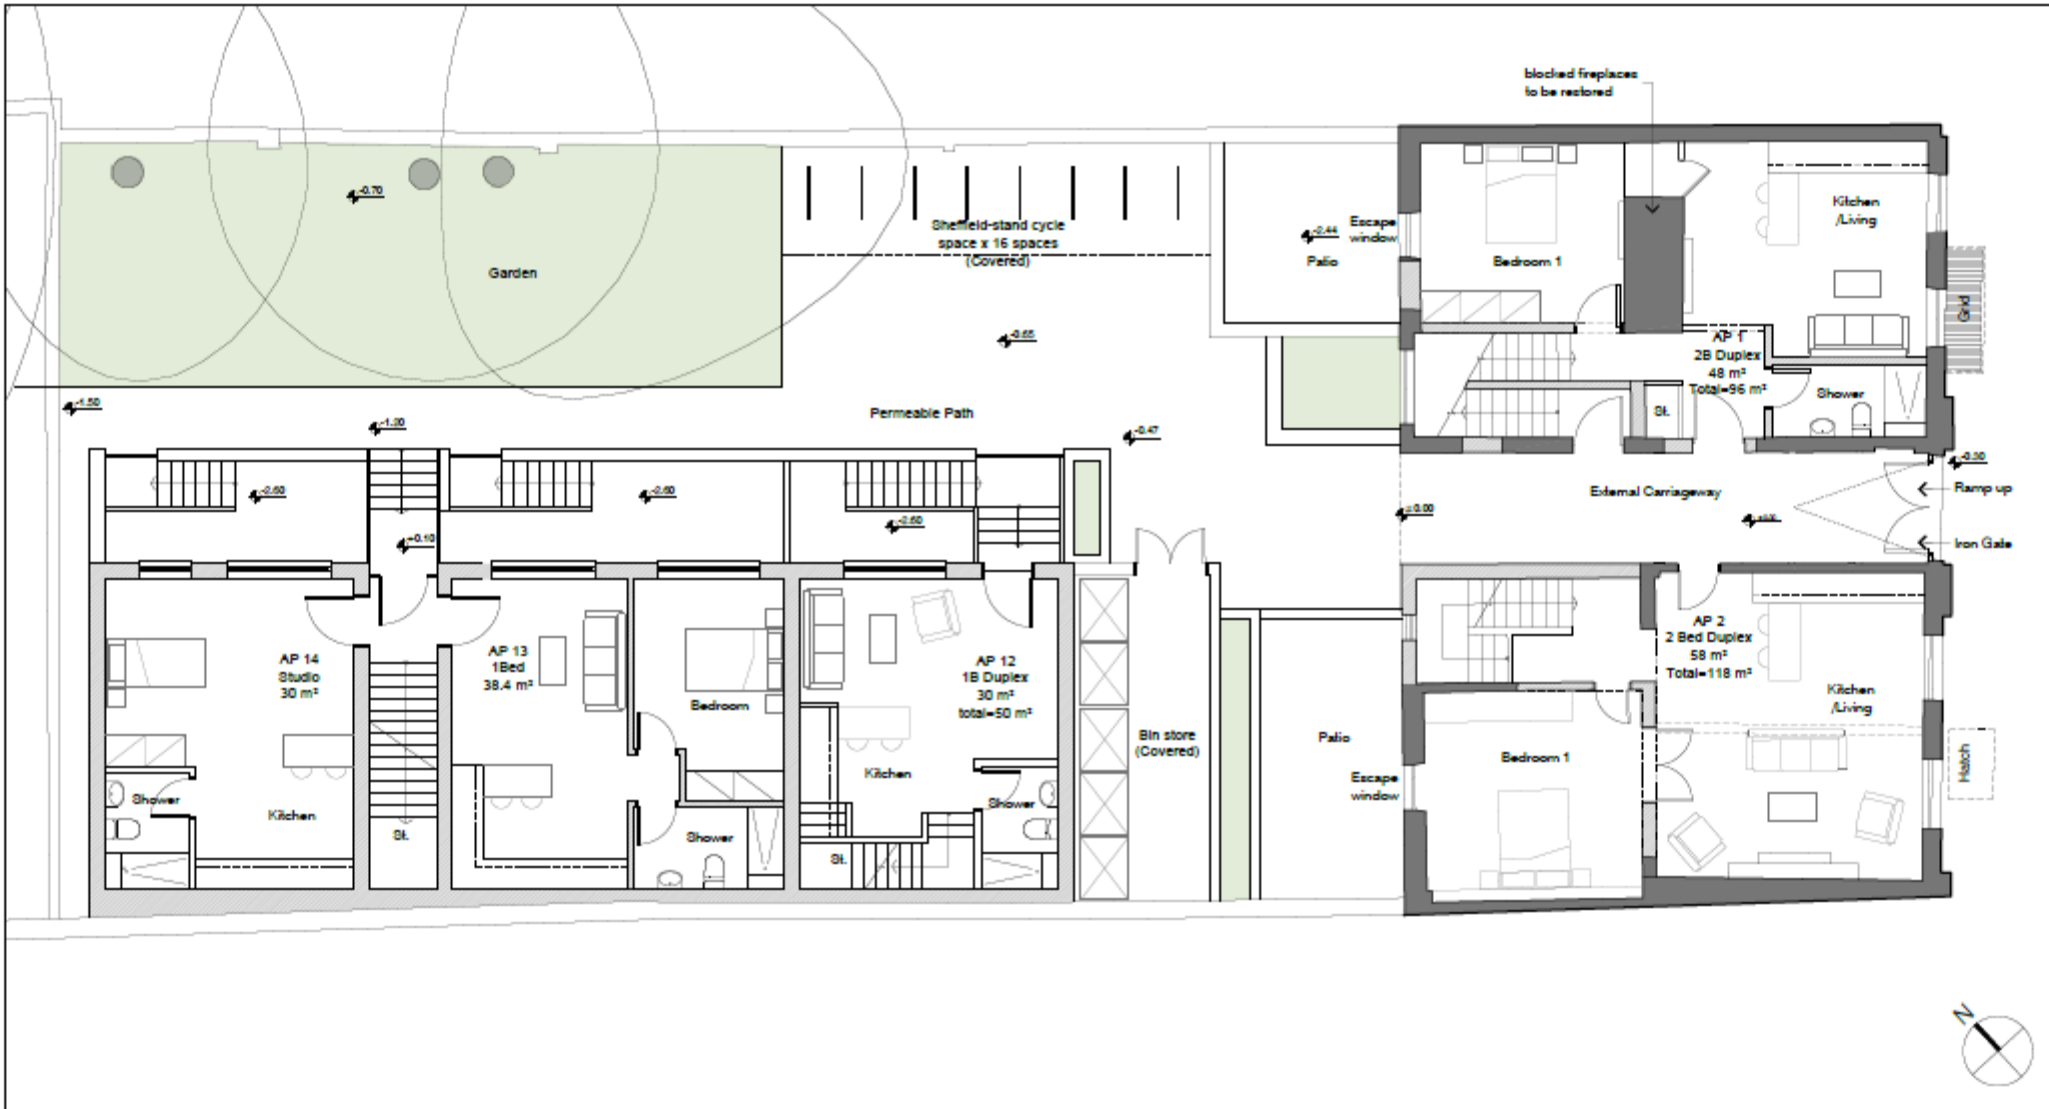 blocked fireplaces
to be restored
-0.70
Sheffield-stand cycle
space x 16 spaces
(Covered)
Garden
-2.44
Patio
Escape
window
Bedroom 1
Kitchen
/Living
Grid
-0.65
AP 1
2B Duplex
48 m²
Total=96 m²
Shower
St.
-1.50
-1.20
Permeable Path
-0.47
-2.60
-2.60
-2.60
+0.10
External Carriageway
±0.00
-0.30
Ramp up
Iron Gate
AP 14
Studio
30 m²
AP 13
1Bed
38.4 m²
Bedroom
AP 12
1B Duplex
30 m²
total=50 m²
AP 2
2 Bed Duplex
58 m²
Total=118 m²
Kitchen
/Living
Bin store
(Covered)
Patio
Escape
window
Bedroom 1
Hatch
Kitchen
Shower
Kitchen
St.
Shower
St.
Shower
N